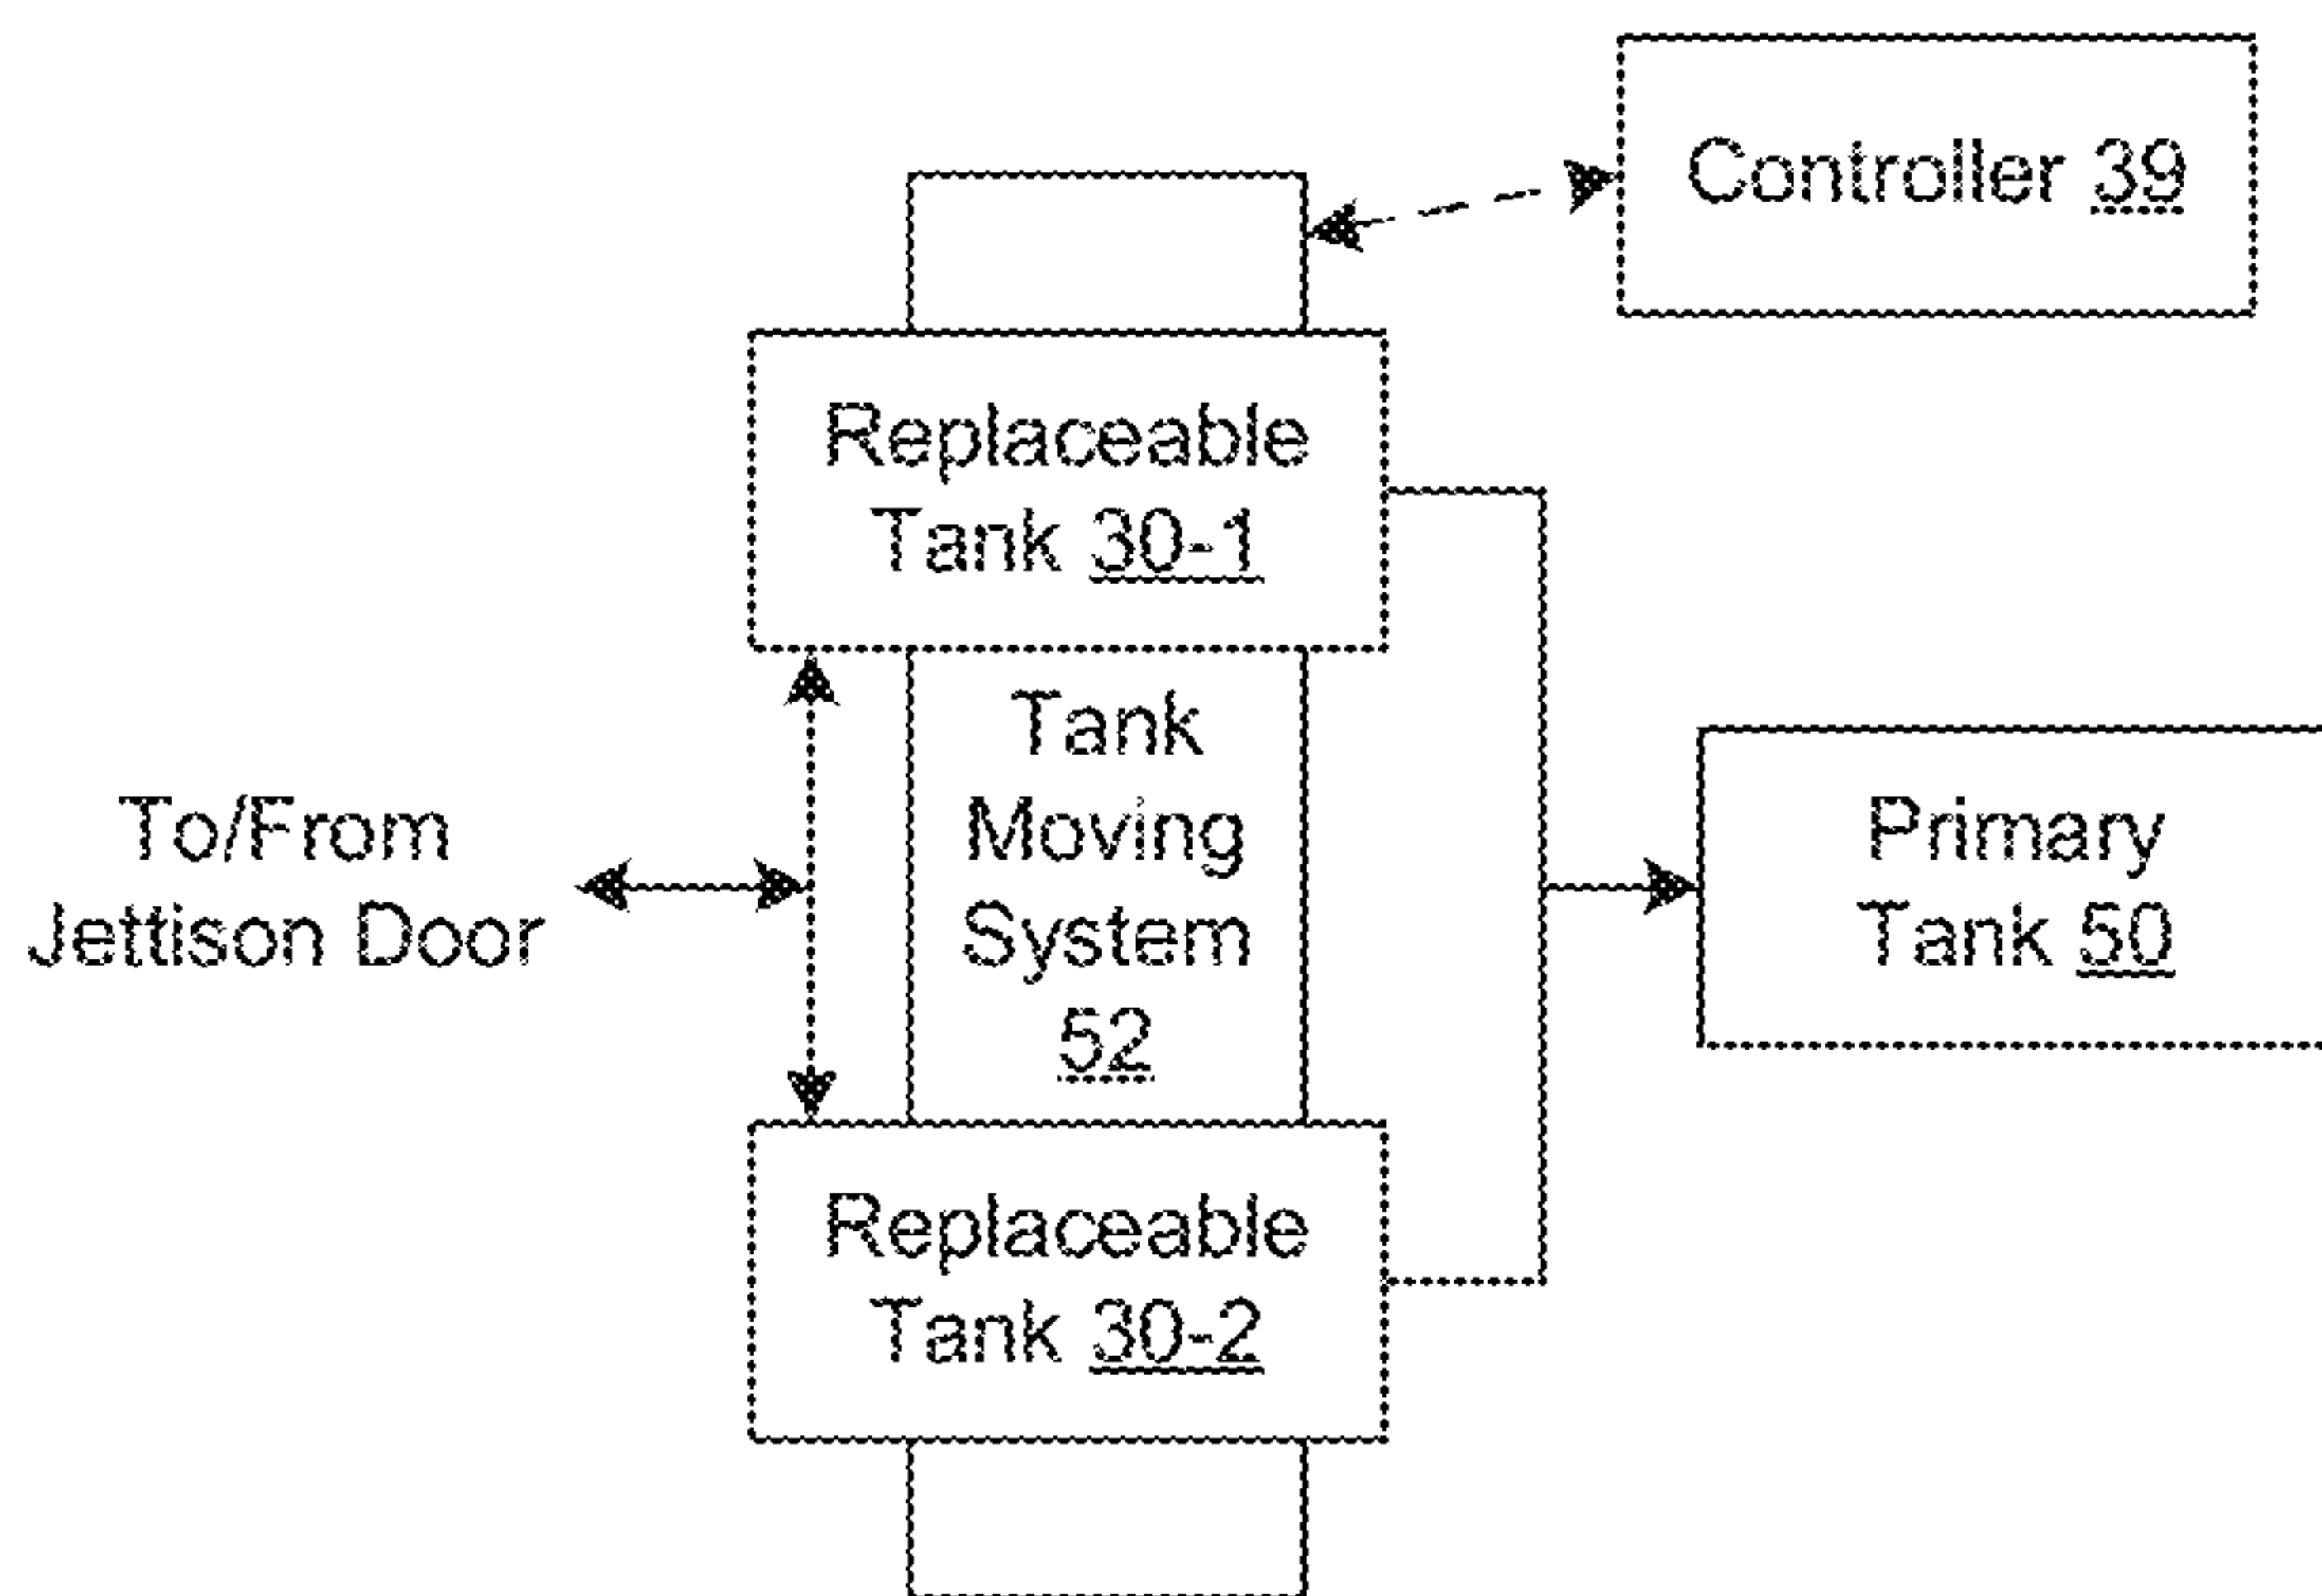 Controller 39
Replaceable
Tank 30-1
Tank
Moving
System
52
To/From
Jettison Door
Primary
Tank 50
Replaceable
Tank 30-2